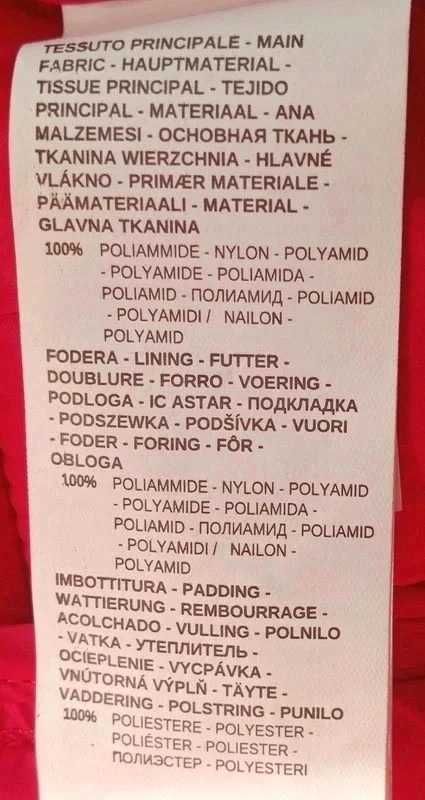 TESSUTO PRINCIPALE - MAIN
FABRIC - HAUPTMATERIAL -
TISSUE PRINCIPAL - TEJIDO
PRINCIPAL - MATERIAAL - ANA
MALZEMESI - ОСНОВНАЯ ТКАНЬ -
TKANINA WIERZCHNIA - HLAVNÉ
VLÁKNO - PRIMÆR MATERIALE -
PÄÄMATERIAALI - MATERIAL -
GLAVNA TKANINA
100% POLIAMMIDE - NYLON - POLYAMID
- POLYAMIDE - POLIAMIDA -
POLIAMID - ПОЛИАМИД - POLIAMID
- POLYAMIDI / NAILON -
POLYAMID
FODERA - LINING - FUTTER -
DOUBLURE - FORRO - VOERING -
PODLOGA - IC ASTAR - ПОДКЛАДКА
- PODSZEWKA - PODŠÍVKA - VUORI
- FODER - FORING - FÔR -
OBLOGA
100% POLIAMMIDE - NYLON - POLYAMID
- POLYAMIDE - POLIAMIDA -
POLIAMID - ПОЛИАМИД - POLIAMID
- POLYAMIDI / NAILON -
POLYAMID
IMBOTTITURA - PADDING -
WATTIERUNG - REMBOURRAGE -
ACOLCHADO - VULLING - POLNILO
- VATKA - УТЕПЛИТЕЛЬ -
OCIEPLENIE - VYCPÁVKA -
VNÚTORNÁ VÝPLŇ - TÄYTE -
VADDERING - POLSTRING - PUNILO
100% POLIESTERE - POLYESTER -
POLIÉSTER - POLIESTER -
ПОЛИЭСТЕР - POLYESTERI